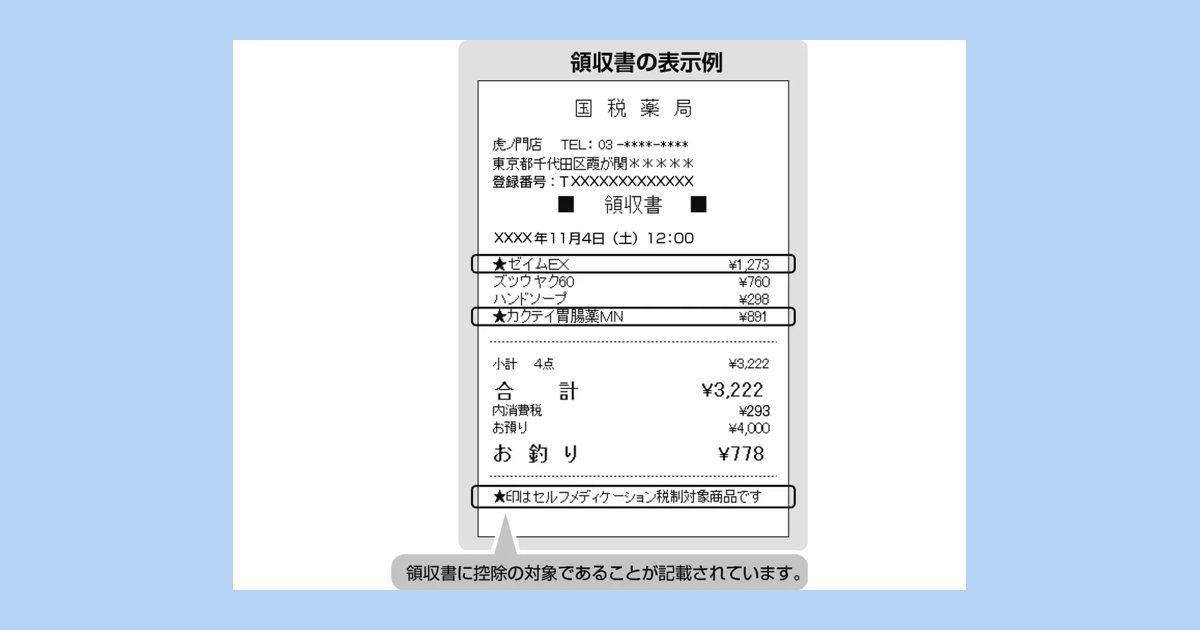 領収書の表示例
国税薬局
虎ノ門店 TEL：03-****-****
東京都千代田区霞が関＊＊＊＊＊
登録番号：TXXXXXXXXXXXXX
■ 領収書 ■
XXXX年11月4日（土）12：00
★ゼイムEX ¥1,273
ズツウヤク60 ¥760
ハンドソープ ¥298
★カクテイ胃腸薬MN ¥891
小計 4点 ¥3,222
合 計 ¥3,222
内消費税 ¥293
お預り ¥4,000
お釣り ¥778
★印はセルフメディケーション税制対象商品です
領収書に控除の対象であることが記載されています。